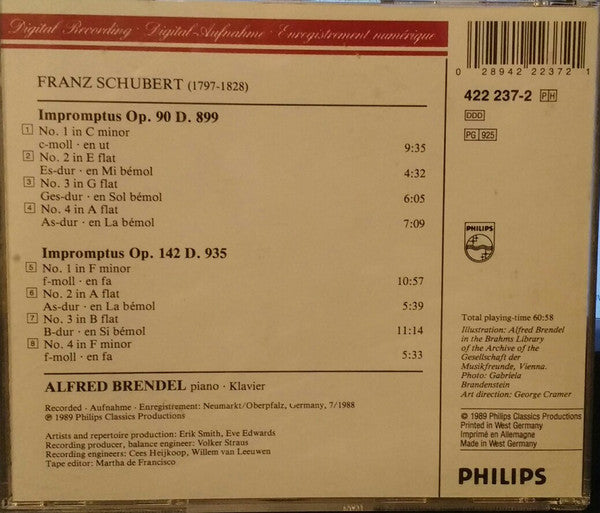 Digital Recording · Digital-Aufnahme · Enregistrement numérique
FRANZ SCHUBERT (1797-1828)
Impromptus Op. 90 D. 899
1 No. 1 in C minor
c-moll · en ut
9:35
2 No. 2 in E flat
Es-dur · en Mi bémol
4:32
3 No. 3 in G flat
Ges-dur · en Sol bémol
6:05
4 No. 4 in A flat
As-dur · en La bémol
7:09
Impromptus Op. 142 D. 935
5 No. 1 in F minor
f-moll · en fa
10:57
6 No. 2 in A flat
As-dur · en La bémol
5:39
7 No. 3 in B flat
B-dur · en Si bémol
11:14
8 No. 4 in F minor
f-moll · en fa
5:33
ALFRED BRENDEL piano · Klavier
Recorded · Aufnahme · Enregistrement: Neumarkt/Oberpfalz, Germany, 7/1988
℗ 1989 Philips Classics Productions
Artists and repertoire production: Erik Smith, Eve Edwards
Recording producer, balance engineer: Volker Straus
Recording engineers: Cees Heijkoop, Willem van Leeuwen
Tape editor: Martha de Francisco
0 28942 22372 1
422 237-2 PH
DDD
PG 925
PHILIPS
Total playing-time 60:58
Illustration: Alfred Brendel
in the Brahms Library
of the Archive of the
Gesellschaft der
Musikfreunde, Vienna.
Photo: Gabriela
Brandenstein
Art direction: George Cramer
© 1989 Philips Classics Productions
Printed in West Germany
Imprimé en Allemagne
Made in West Germany
PHILIPS